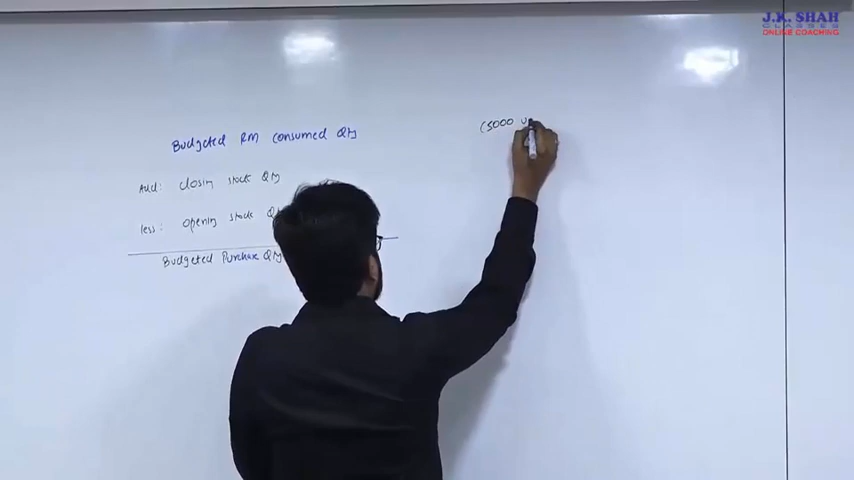 J.K. SHAH
CLASSES
ONLINE COACHING
Budgeted RM Consumed Qty
(5000 u
Add: closing stock Qty
less: opening stock Qty
Budgeted Purchase Qty